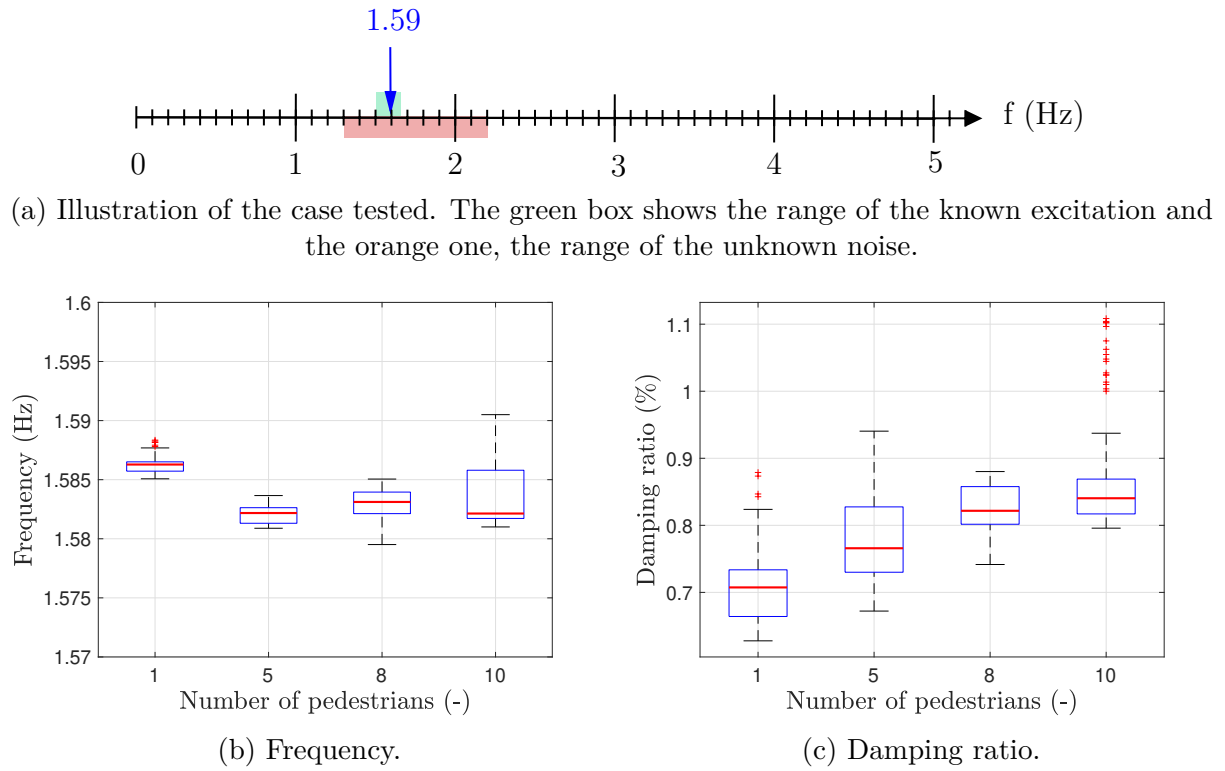 1.59
f (Hz)
0 1 2 3 4 5
(a) Illustration of the case tested. The green box shows the range of the known excitation and
the orange one, the range of the unknown noise.
1.6
1.595
1.59
1.585
1.58
1.575
1.57
Frequency (Hz)
1 5 8 10
Number of pedestrians (-)
(b) Frequency.
1.1
1
0.9
0.8
0.7
Damping ratio (%)
1 5 8 10
Number of pedestrians (-)
(c) Damping ratio.